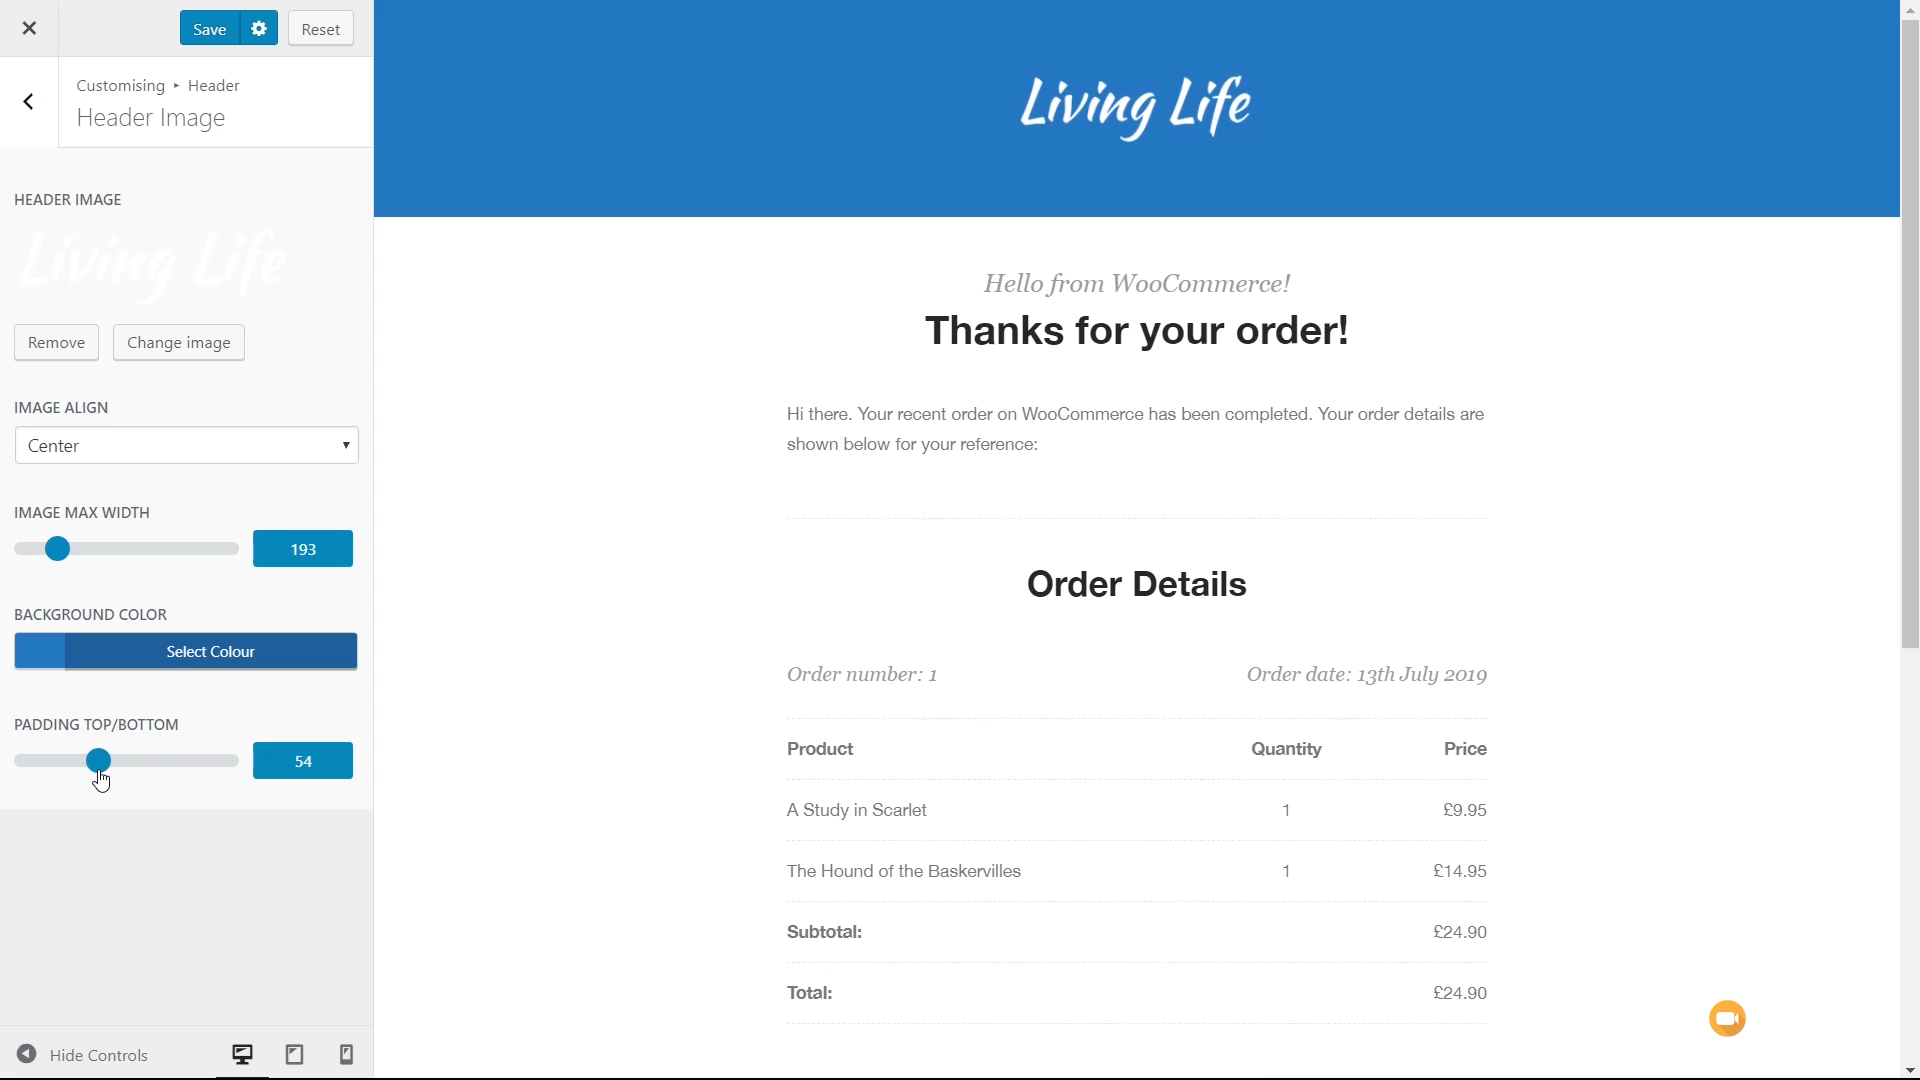 Save
Reset
Customising ▸ Header
Header Image
HEADER IMAGE
Living Life
Remove
Change image
IMAGE ALIGN
Center
IMAGE MAX WIDTH
193
BACKGROUND COLOR
Select Colour
PADDING TOP/BOTTOM
54
Hide Controls
Living Life
Hello from WooCommerce!
Thanks for your order!
Hi there. Your recent order on WooCommerce has been completed. Your order details are
shown below for your reference:
Order Details
Order number: 1 Order date: 13th July 2019
Product Quantity Price
A Study in Scarlet 1 £9.95
The Hound of the Baskervilles 1 £14.95
Subtotal: £24.90
Total: £24.90